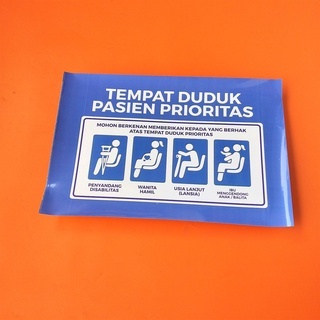 TEMPAT DUDUK
PASIEN PRIORITAS
MOHON BERKENAN MEMBERIKAN KEPADA YANG BERHAK
ATAS TEMPAT DUDUK PRIORITAS
PENYANDANG
DISABILITAS
WANITA
HAMIL
USIA LANJUT
(LANSIA)
IBU
MENGGENDONG
ANAK / BALITA